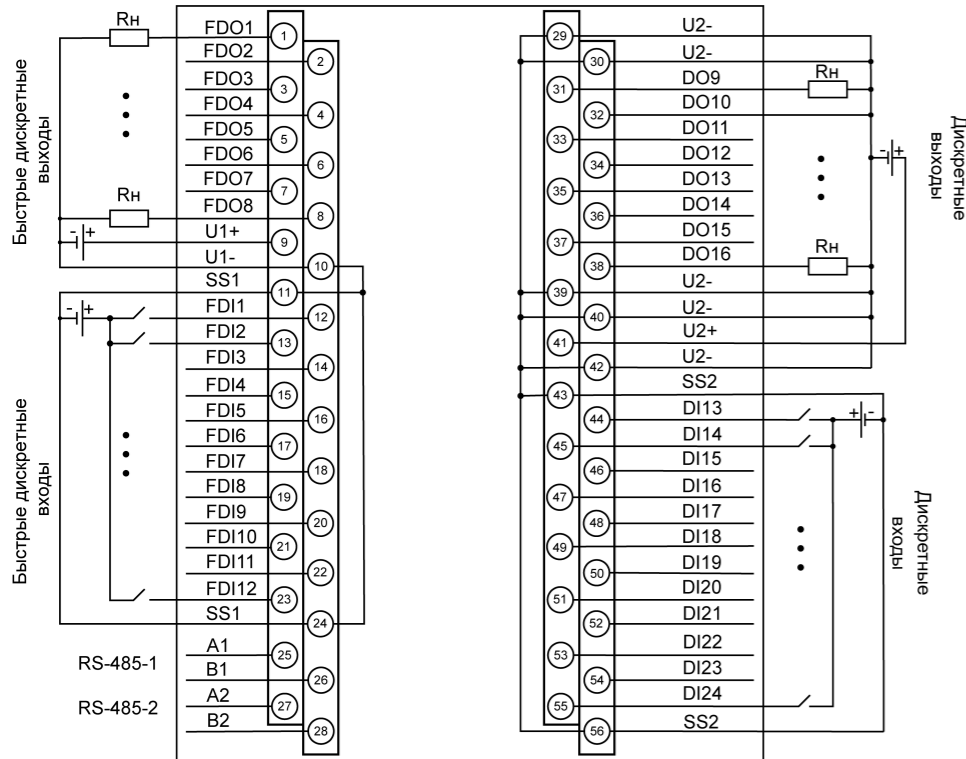 Быстрые дискретные
выходы
Rн
FDO1
1
FDO2
2
FDO3
3
FDO4
4
FDO5
5
FDO6
6
FDO7
7
Rн
FDO8
8
- +
U1+
9
U1-
10
SS1
11
Быстрые дискретные
входы
- +
FDI1
12
FDI2
13
FDI3
14
FDI4
15
FDI5
16
FDI6
17
FDI7
18
FDI8
19
FDI9
20
FDI10
21
FDI11
22
FDI12
23
SS1
24
RS-485-1
A1
25
B1
26
RS-485-2
A2
27
B2
28
29
U2-
30
U2-
31
DO9
Rн
32
DO10
33
DO11
34
DO12
35
DO13
36
DO14
37
DO15
38
DO16
Rн
- +
Дискретные
выходы
39
U2-
40
U2-
41
U2+
42
U2-
43
SS2
44
DI13
+ -
45
DI14
46
DI15
47
DI16
48
DI17
49
DI18
50
DI19
51
DI20
52
DI21
53
DI22
54
DI23
55
DI24
56
SS2
Дискретные
входы